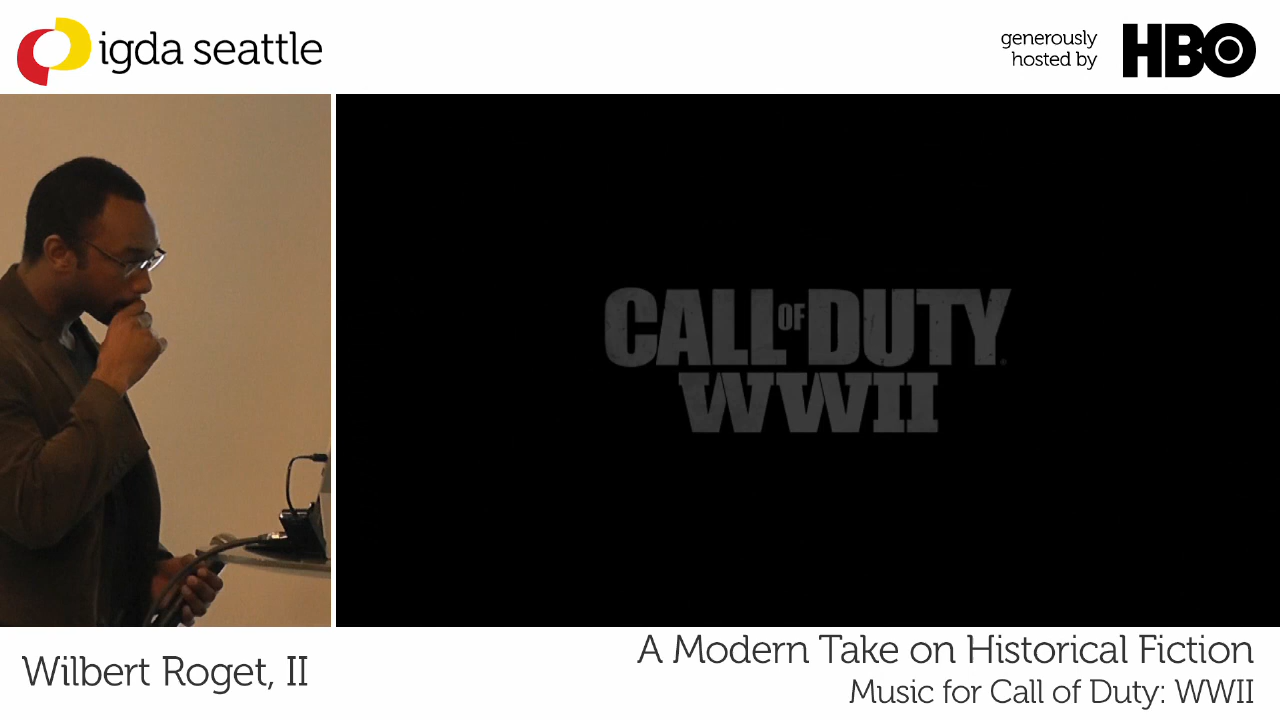 igda seattle
generously
hosted by
HBO
CALL OF DUTY
WWII
Wilbert Roget, II
A Modern Take on Historical Fiction
Music for Call of Duty: WWII